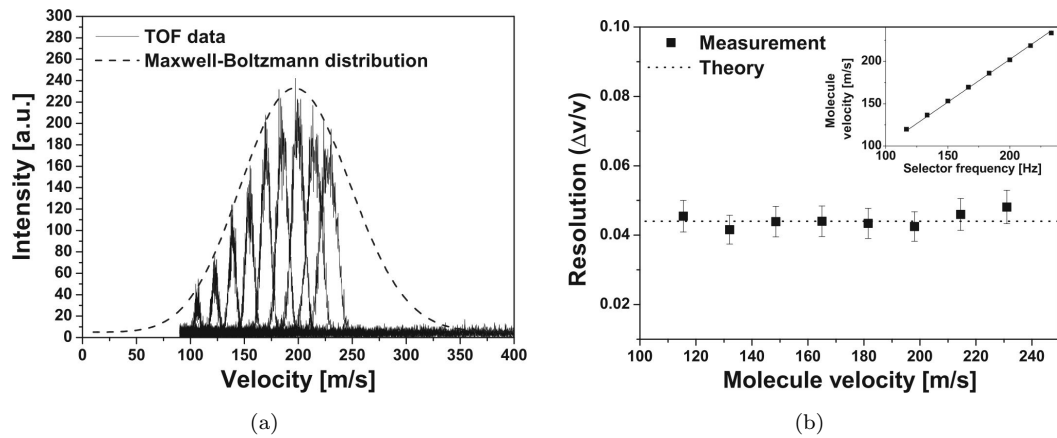 300
280
260
240
220
200
180
160
140
120
100
80
60
40
20
0
Intensity [a.u.]
TOF data
Maxwell-Boltzmann distribution
0 50 100 150 200 250 300 350 400
Velocity [m/s]
(a)
0.10
0.08
0.06
0.04
0.02
Resolution (Δv/v)
Measurement
Theory
200
150
100
Molecule
velocity [m/s]
100 150 200
Selector frequency [Hz]
100 120 140 160 180 200 220 240
Molecule velocity [m/s]
(b)